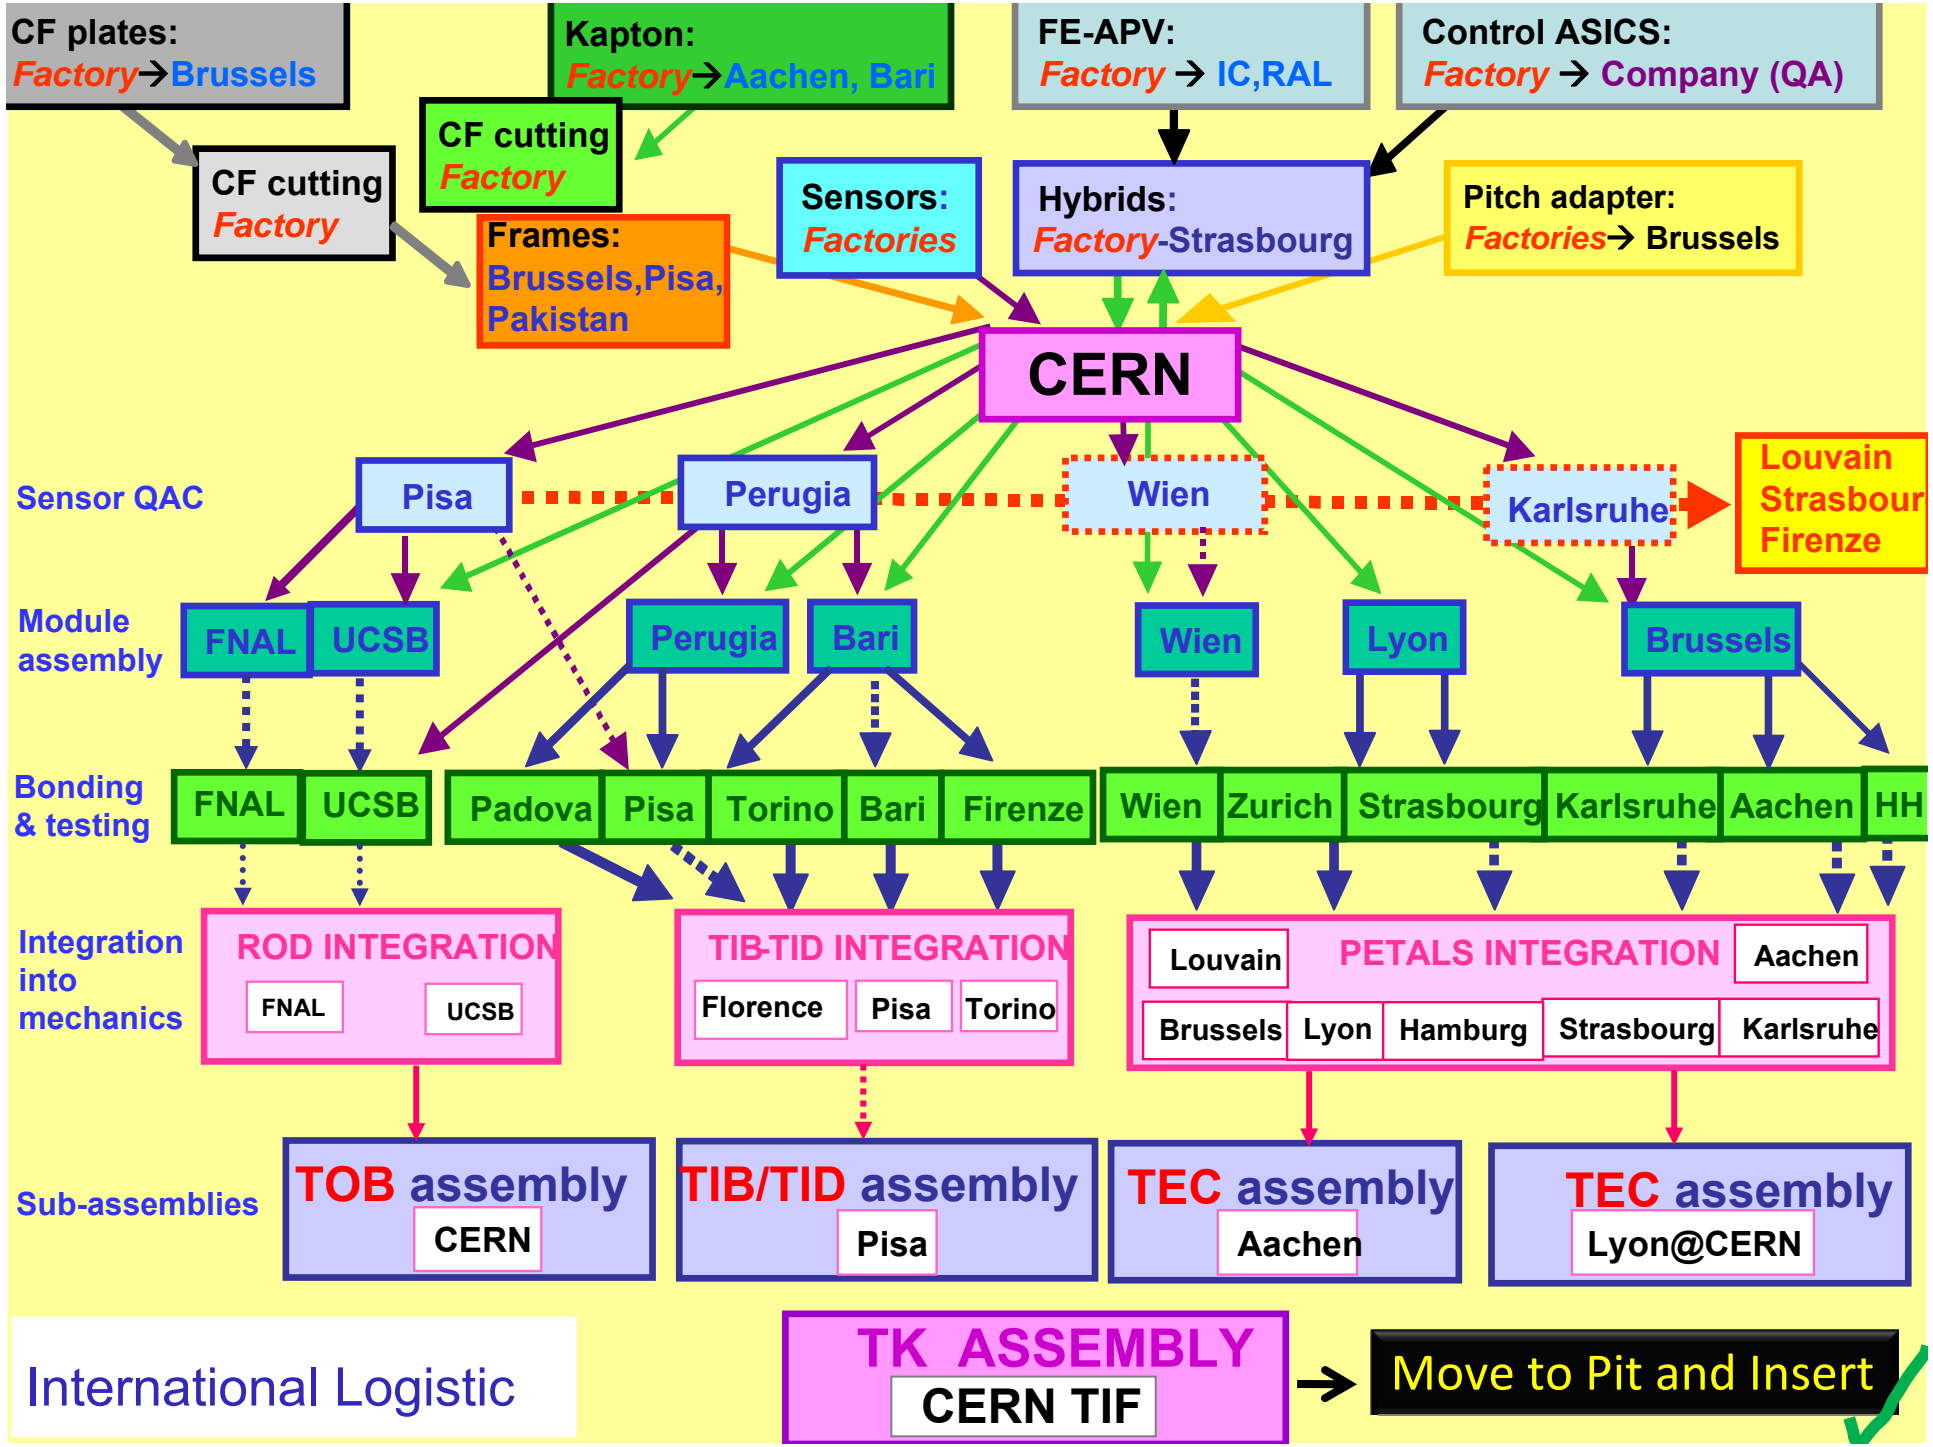 CF plates:
Factory→Brussels
Kapton:
Factory→Aachen, Bari
FE-APV:
Factory → IC,RAL
Control ASICS:
Factory → Company (QA)
CF cutting
Factory
CF cutting
Factory
Sensors:
Factories
Hybrids:
Factory-Strasbourg
Pitch adapter:
Factories→ Brussels
Frames:
Brussels,Pisa,
Pakistan
CERN
Sensor QAC
Pisa
Perugia
Wien
Karlsruhe
Louvain
Strasbour
Firenze
Module
assembly
FNAL
UCSB
Perugia
Bari
Wien
Lyon
Brussels
Bonding
& testing
FNAL
UCSB
Padova
Pisa
Torino
Bari
Firenze
Wien
Zurich
Strasbourg
Karlsruhe
Aachen
HH
Integration
into
mechanics
ROD INTEGRATION
FNAL
UCSB
TIB-TID INTEGRATION
Florence
Pisa
Torino
PETALS INTEGRATION
Louvain
Aachen
Brussels
Lyon
Hamburg
Strasbourg
Karlsruhe
Sub-assemblies
TOB assembly
CERN
TIB/TID assembly
Pisa
TEC assembly
Aachen
TEC assembly
Lyon@CERN
International Logistic
TK ASSEMBLY
CERN TIF
→
Move to Pit and Insert